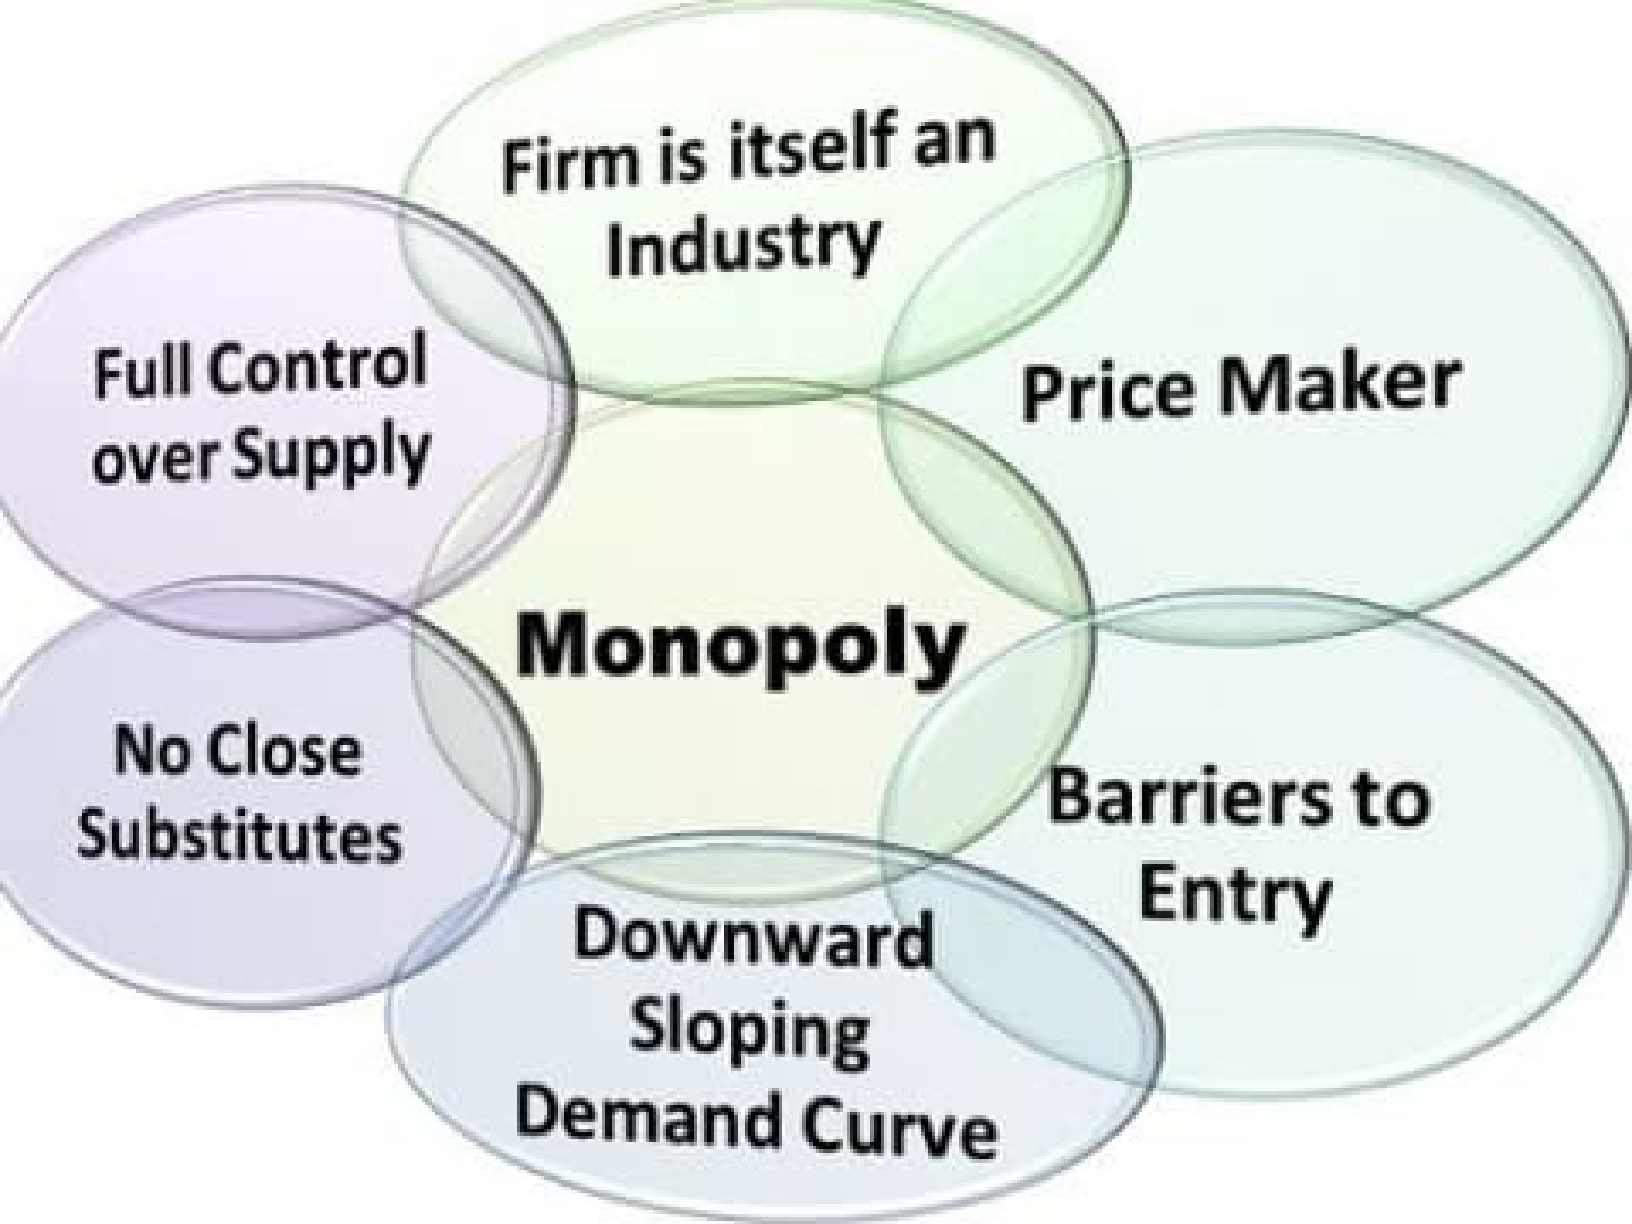 Firm is itself an
Industry
Price Maker
Full Control
over Supply
Monopoly
No Close
Substitutes
Barriers to
Entry
Downward
Sloping
Demand Curve